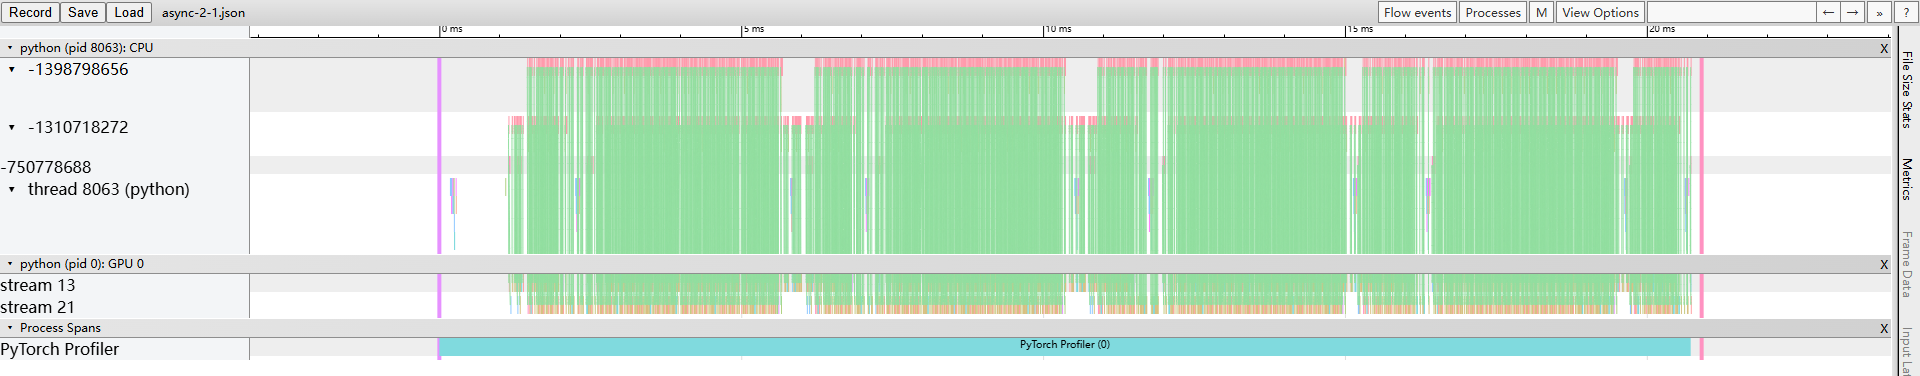 Record Save Load async-2-1.json Flow events Processes M View Options ← → » ?
0 ms 5 ms 10 ms 15 ms 20 ms
python (pid 8063): CPU X
-1398798656
-1310718272
-750778688
thread 8063 (python)
python (pid 0): GPU 0 X
stream 13
stream 21
Process Spans X
PyTorch Profiler PyTorch Profiler (0)
File Size Stats
Metrics
Frame Data
Input